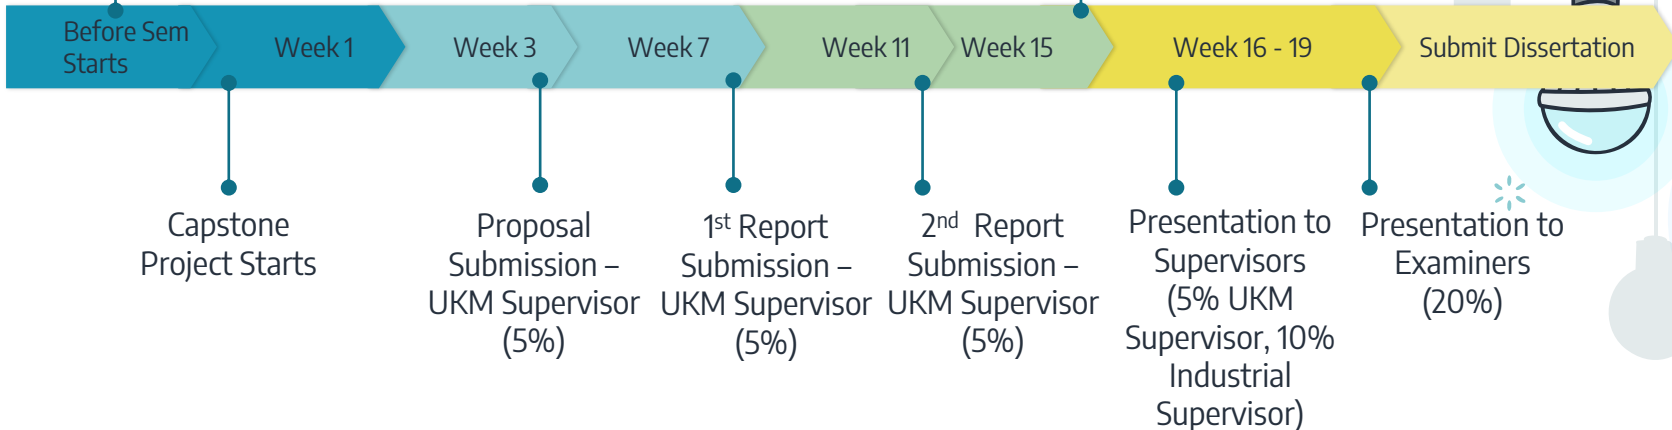 Before Sem
Starts
Week 1
Week 3
Week 7
Week 11
Week 15
Week 16 - 19
Submit Dissertation
Capstone
Project Starts
Proposal
Submission –
UKM Supervisor
(5%)
1st Report
Submission –
UKM Supervisor
(5%)
2nd Report
Submission –
UKM Supervisor
(5%)
Presentation to
Supervisors
(5% UKM
Supervisor, 10%
Industrial
Supervisor)
Presentation to
Examiners
(20%)